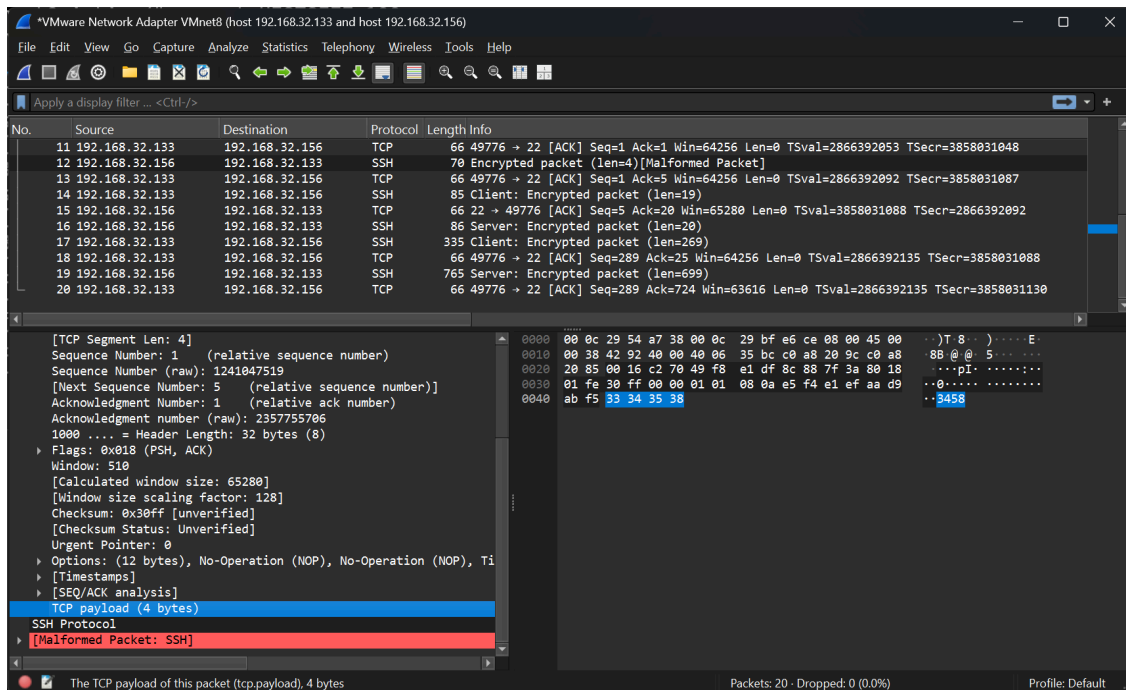 *VMware Network Adapter VMnet8 (host 192.168.32.133 and host 192.168.32.156)
File Edit View Go Capture Analyze Statistics Telephony Wireless Tools Help
Apply a display filter ... <Ctrl-/>
No. Source Destination Protocol Length Info
11 192.168.32.133 192.168.32.156 TCP 66 49776 → 22 [ACK] Seq=1 Ack=1 Win=64256 Len=0 TSval=2866392053 TSecr=3858031048
12 192.168.32.156 192.168.32.133 SSH 70 Encrypted packet (len=4)[Malformed Packet]
13 192.168.32.133 192.168.32.156 TCP 66 49776 → 22 [ACK] Seq=1 Ack=5 Win=64256 Len=0 TSval=2866392092 TSecr=3858031087
14 192.168.32.133 192.168.32.156 SSH 85 Client: Encrypted packet (len=19)
15 192.168.32.156 192.168.32.133 TCP 66 22 → 49776 [ACK] Seq=5 Ack=20 Win=65280 Len=0 TSval=3858031088 TSecr=2866392092
16 192.168.32.156 192.168.32.133 SSH 86 Server: Encrypted packet (len=20)
17 192.168.32.133 192.168.32.156 SSH 335 Client: Encrypted packet (len=269)
18 192.168.32.133 192.168.32.156 TCP 66 49776 → 22 [ACK] Seq=289 Ack=25 Win=64256 Len=0 TSval=2866392135 TSecr=3858031088
19 192.168.32.156 192.168.32.133 SSH 765 Server: Encrypted packet (len=699)
20 192.168.32.133 192.168.32.156 TCP 66 49776 → 22 [ACK] Seq=289 Ack=724 Win=63616 Len=0 TSval=2866392135 TSecr=3858031130
[TCP Segment Len: 4]
Sequence Number: 1 (relative sequence number)
Sequence Number (raw): 1241047519
[Next Sequence Number: 5 (relative sequence number)]
Acknowledgment Number: 1 (relative ack number)
Acknowledgment number (raw): 2357755706
1000 .... = Header Length: 32 bytes (8)
Flags: 0x018 (PSH, ACK)
Window: 510
[Calculated window size: 65280]
[Window size scaling factor: 128]
Checksum: 0x30ff [unverified]
[Checksum Status: Unverified]
Urgent Pointer: 0
Options: (12 bytes), No-Operation (NOP), No-Operation (NOP), Ti
[Timestamps]
[SEQ/ACK analysis]
TCP payload (4 bytes)
SSH Protocol
[Malformed Packet: SSH]
0000 00 0c 29 54 a7 38 00 0c 29 bf e6 ce 08 00 45 00 ··)T·8·· )·····E·
0010 00 38 42 92 40 00 40 06 35 bc c0 a8 20 9c c0 a8 ·8B·@·@· 5··· ···
0020 20 85 00 16 c2 70 49 f8 e1 df 8c 88 7f 3a 80 18 ····pI· ·····:··
0030 01 fe 30 ff 00 00 01 01 08 0a e5 f4 e1 ef aa d9 ··0····· ········
0040 ab f5 33 34 35 38 ··3458
The TCP payload of this packet (tcp.payload), 4 bytes
Packets: 20 · Dropped: 0 (0.0%)
Profile: Default